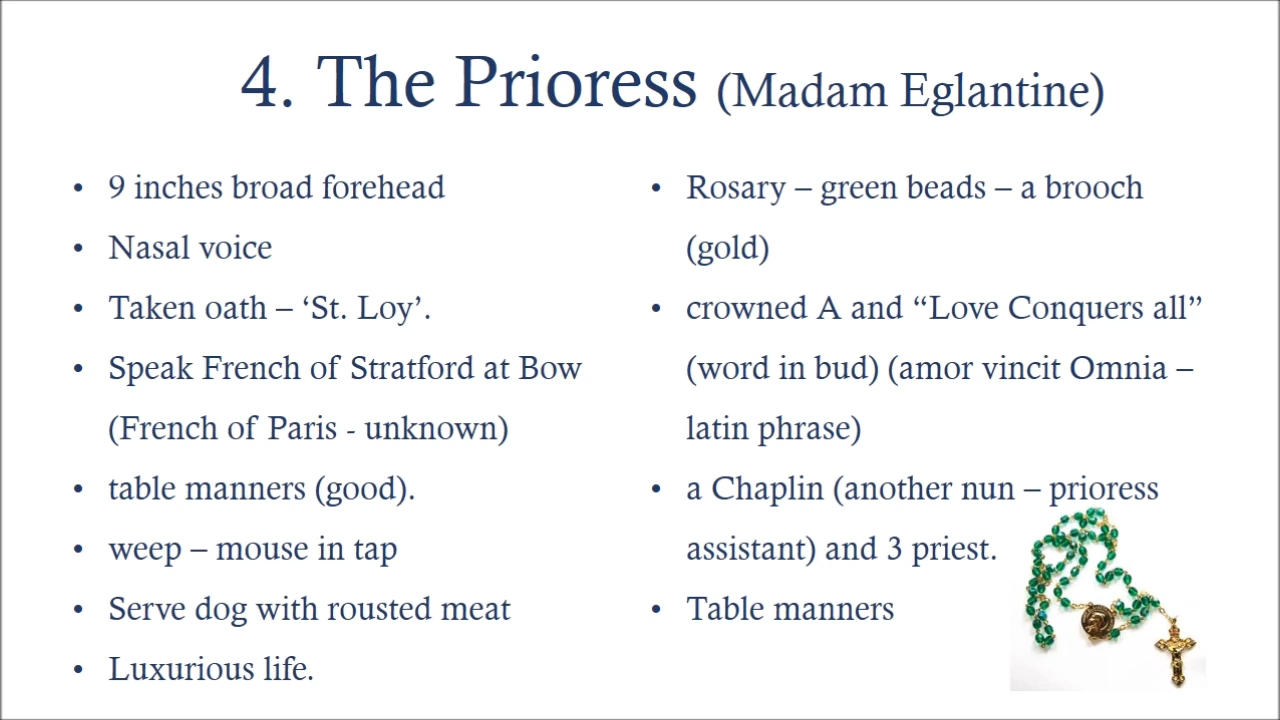 4. The Prioress (Madam Eglantine)
• 9 inches broad forehead
• Nasal voice
• Taken oath – ‘St. Loy’.
• Speak French of Stratford at Bow
(French of Paris - unknown)
• table manners (good).
• weep – mouse in tap
• Serve dog with rousted meat
• Luxurious life.
• Rosary – green beads – a brooch
(gold)
• crowned A and “Love Conquers all”
(word in bud) (amor vincit Omnia –
latin phrase)
• a Chaplin (another nun – prioress
assistant) and 3 priest.
• Table manners